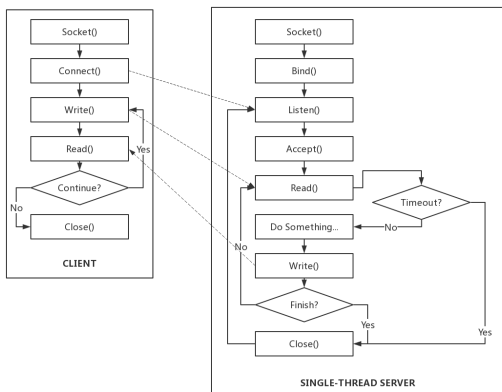 Socket()
Connect()
Write()
Read()
Yes
Continue?
No
Close()
CLIENT
Socket()
Bind()
Listen()
Accept()
Read()
Timeout?
Do Something...
No
No
Write()
Finish?
Yes
Yes
Close()
SINGLE-THREAD SERVER